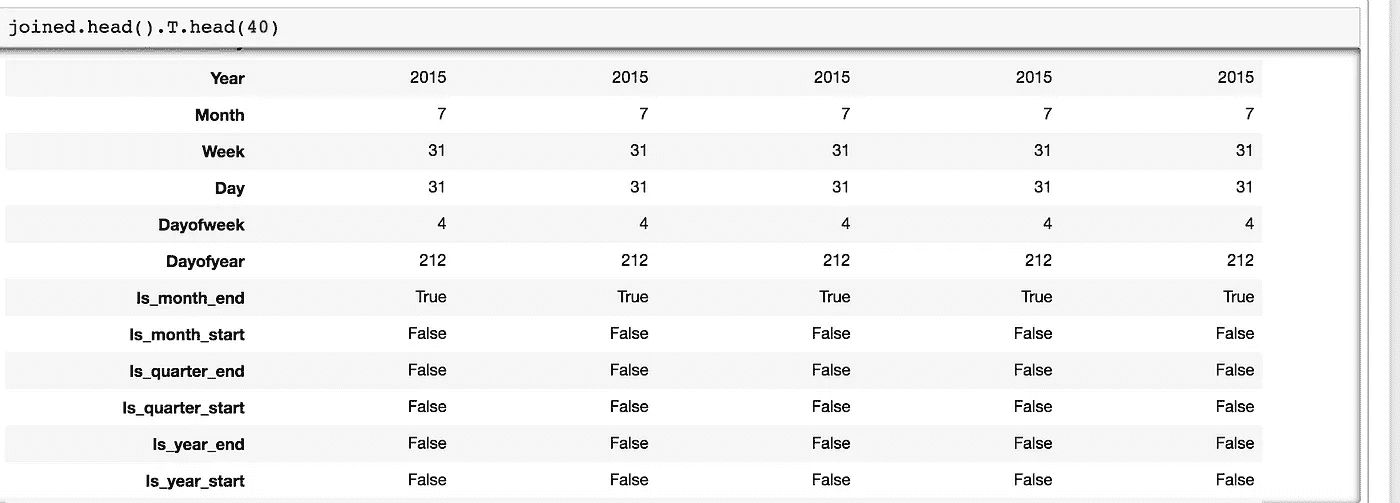 joined.head().T.head(40)
Year 2015 2015 2015 2015 2015
Month 7 7 7 7 7
Week 31 31 31 31 31
Day 31 31 31 31 31
Dayofweek 4 4 4 4 4
Dayofyear 212 212 212 212 212
Is_month_end True True True True True
Is_month_start False False False False False
Is_quarter_end False False False False False
Is_quarter_start False False False False False
Is_year_end False False False False False
Is_year_start False False False False False